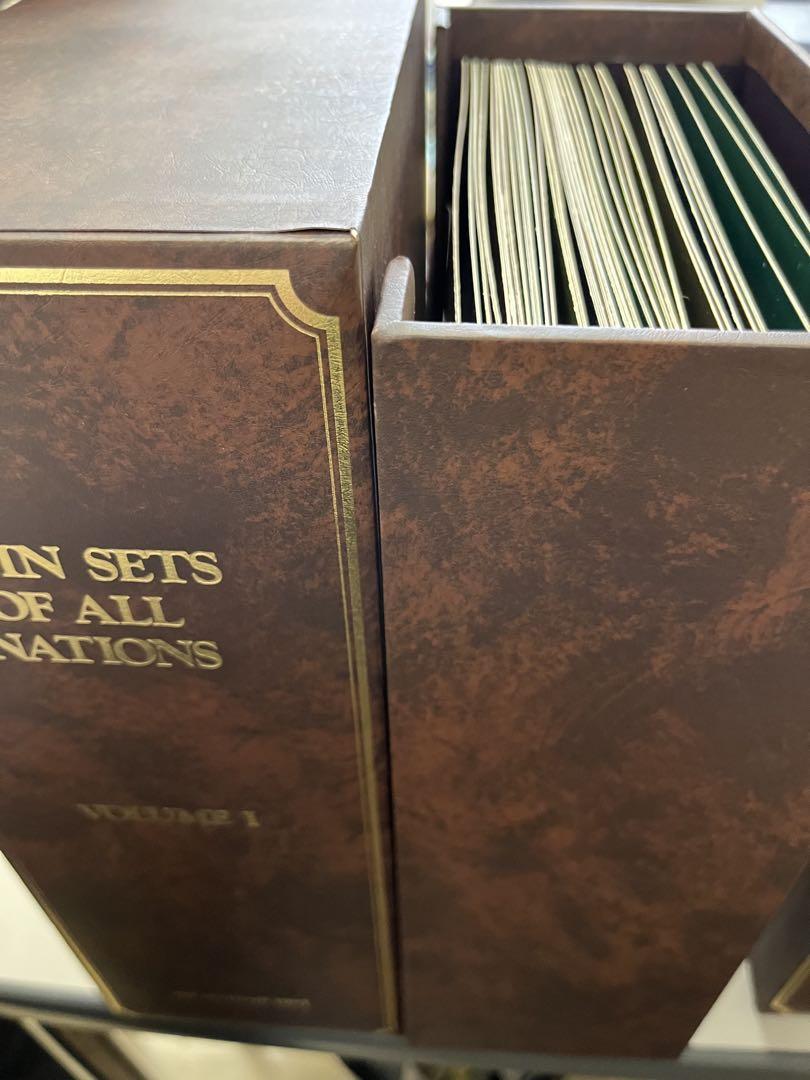 IN SETS
OF ALL
NATIONS
VOLUME I